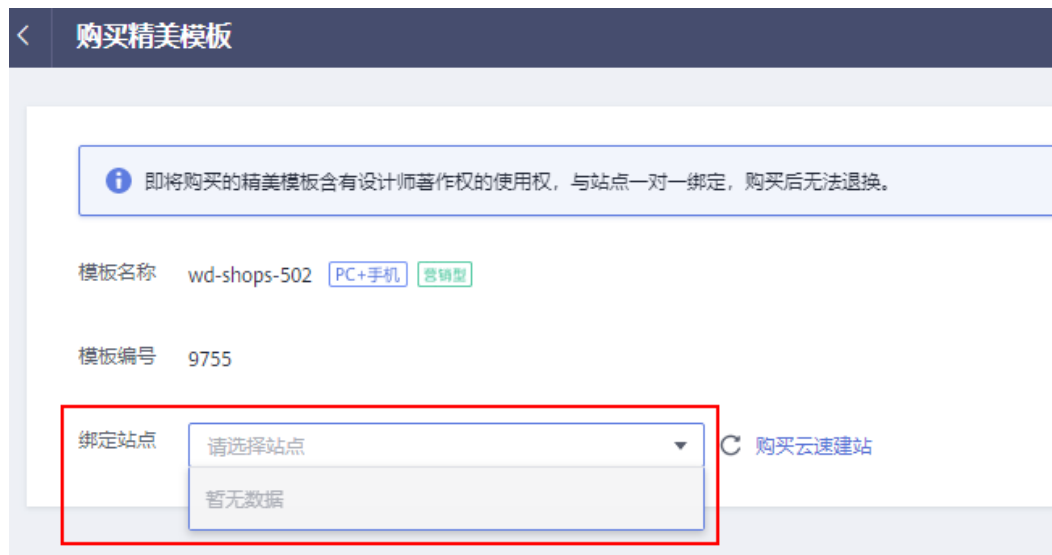 购买精美模板
即将购买的精美模板含有设计师著作权的使用权，与站点一对一绑定，购买后无法退换。
模板名称 wd-shops-502 PC+手机 营销型
模板编号 9755
绑定站点 请选择站点 购买云速建站
暂无数据